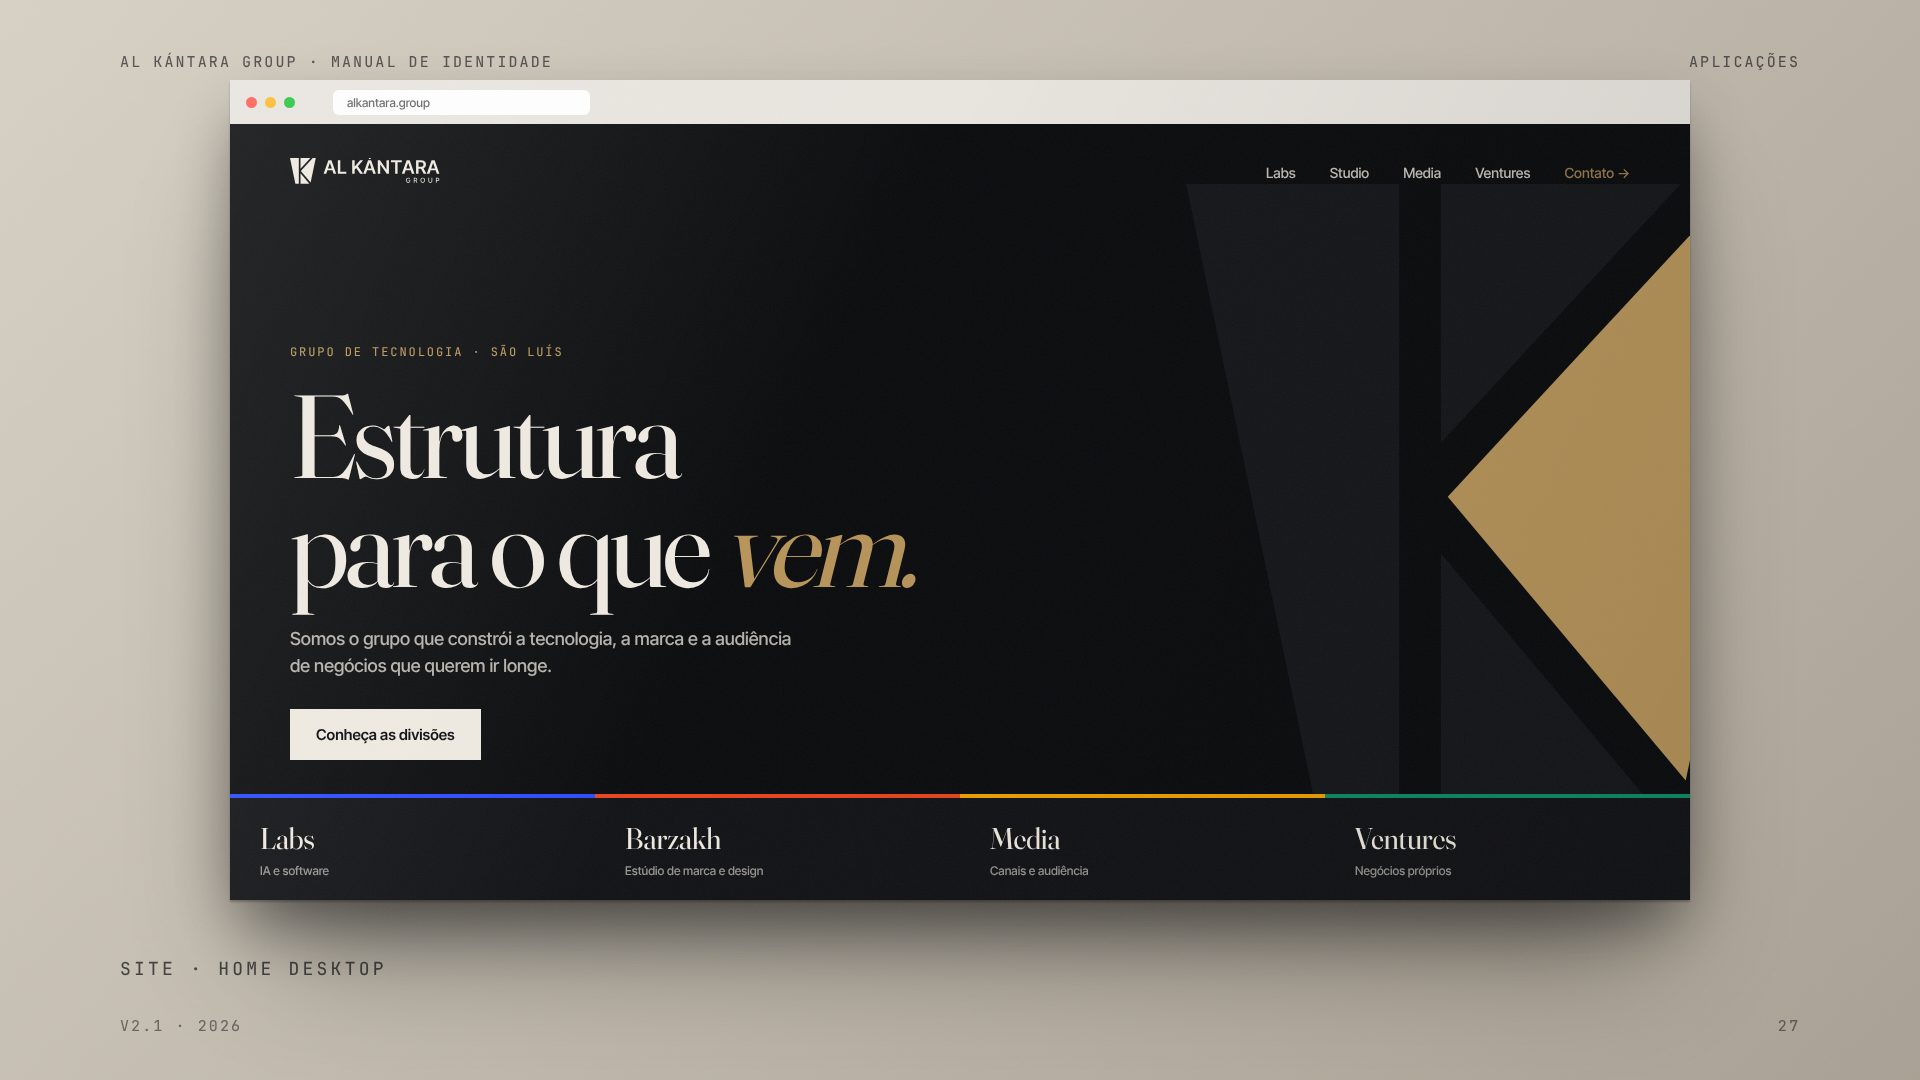 AL KÁNTARA GROUP · MANUAL DE IDENTIDADE
APLICAÇÕES
alkantara.group
AL KÁNTARA
GROUP
Labs
Studio
Media
Ventures
Contato →
GRUPO DE TECNOLOGIA · SÃO LUÍS
Estrutura
para o que vem.
Somos o grupo que constrói a tecnologia, a marca e a audiência
de negócios que querem ir longe.
Conheça as divisões
Labs
IA e software
Barzakh
Estúdio de marca e design
Media
Canais e audiência
Ventures
Negócios próprios
SITE · HOME DESKTOP
V2.1 · 2026
27